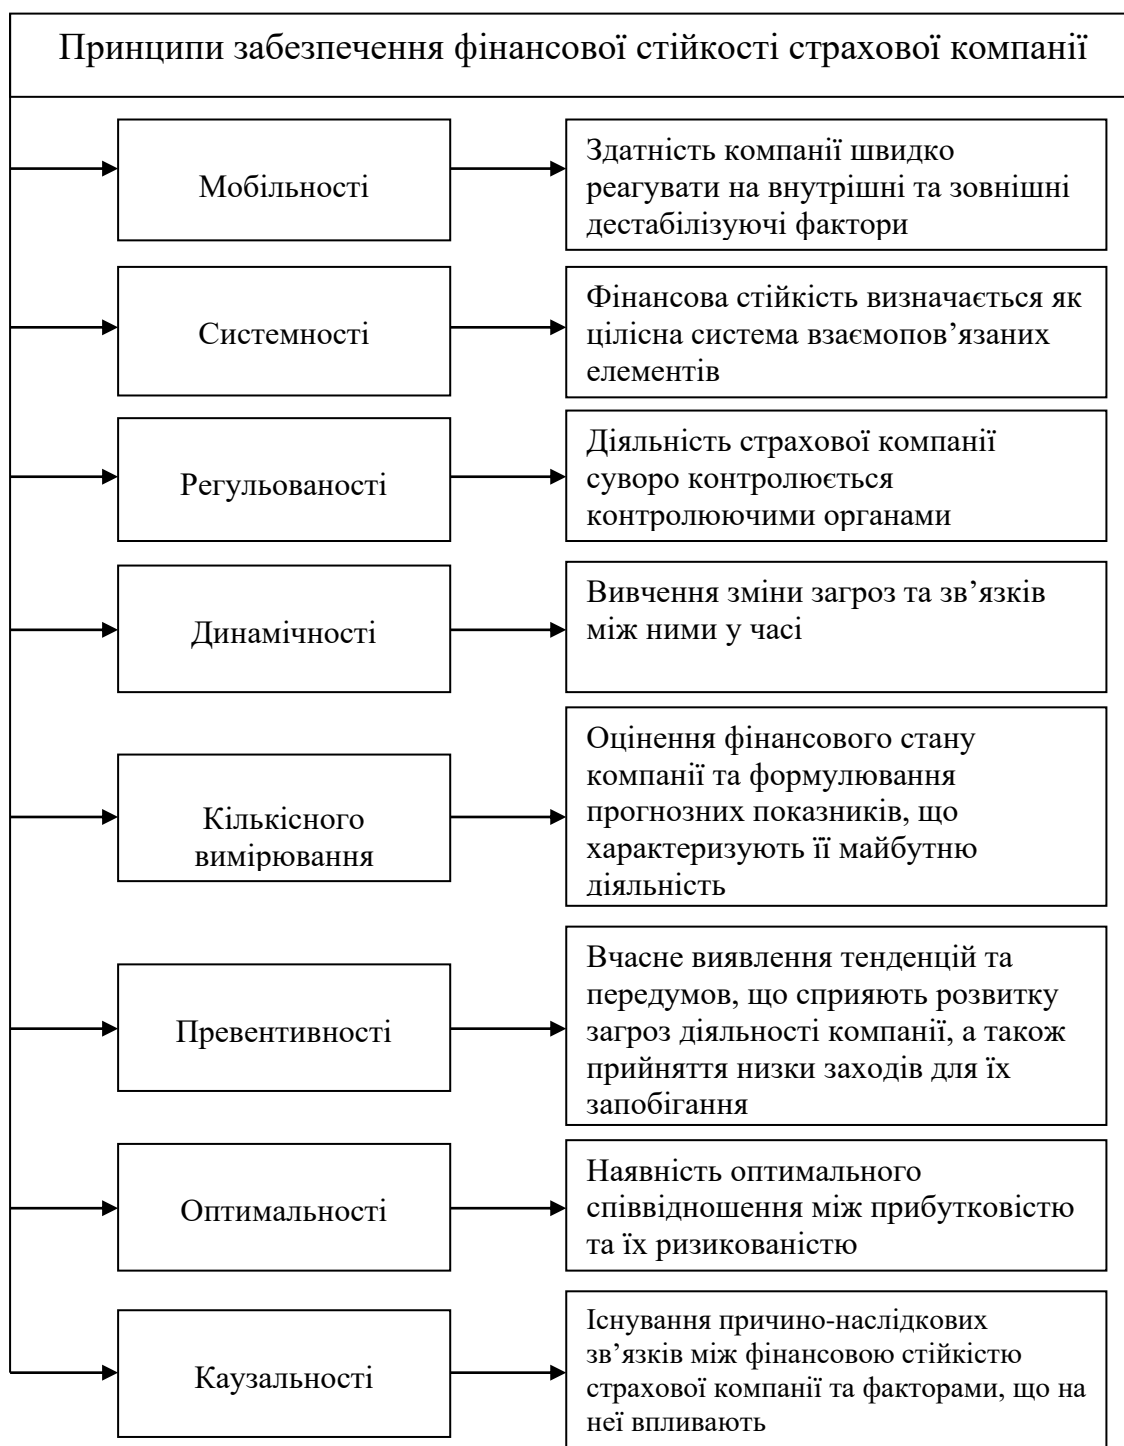 Принципи забезпечення фінансової стійкості страхової компанії
Мобільності
Здатність компанії швидко
реагувати на внутрішні та зовнішні
дестабілізуючі фактори
Системності
Фінансова стійкість визначається як
цілісна система взаємопов’язаних
елементів
Регульованості
Діяльність страхової компанії
суворо контролюється
контролюючими органами
Динамічності
Вивчення зміни загроз та зв’язків
між ними у часі
Кількісного
вимірювання
Оцінення фінансового стану
компанії та формулювання
прогнозних показників, що
характеризують її майбутню
діяльність
Превентивності
Вчасне виявлення тенденцій та
передумов, що сприяють розвитку
загроз діяльності компанії, а також
прийняття низки заходів для їх
запобігання
Оптимальності
Наявність оптимального
співвідношення між прибутковістю
та їх ризикованістю
Каузальності
Існування причино-наслідкових
зв’язків між фінансовою стійкістю
страхової компанії та факторами, що на
неї впливають